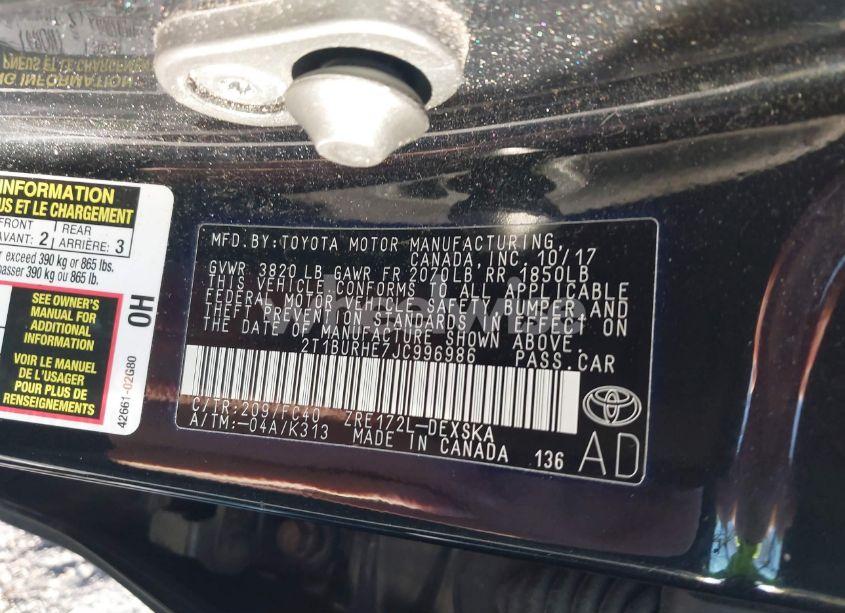 INFORMATION
US ET LE CHARGEMENT
FRONT
AVANT: 2
REAR
ARRIÈRE: 3
r exceed 390 kg or 865 lbs.
passer 390 kg ou 865 lb.
SEE OWNER'S
MANUAL FOR
ADDITIONAL
INFORMATION
VOIR LE MANUEL
DE L'USAGER
POUR PLUS DE
RENSEIGNEMENTS
0H
42661-02G80
MFD.BY:TOYOTA MOTOR MANUFACTURING,
CANADA, INC. 10/17
GVWR 3820 LB GAWR FR 2070LB RR 1850LB
THIS VEHICLE CONFORMS TO ALL APPLICABLE
FEDERAL MOTOR VEHICLE SAFETY, BUMPER, AND
THEFT PREVENTION STANDARDS IN EFFECT ON
THE DATE OF MANUFACTURE SHOWN ABOVE.
2T1BURHE7JC996986 PASS.CAR
C/TR:209/FC40 ZRE172L-DEXSKA
A/TM:-04A/K313 MADE IN CANADA 136
AD